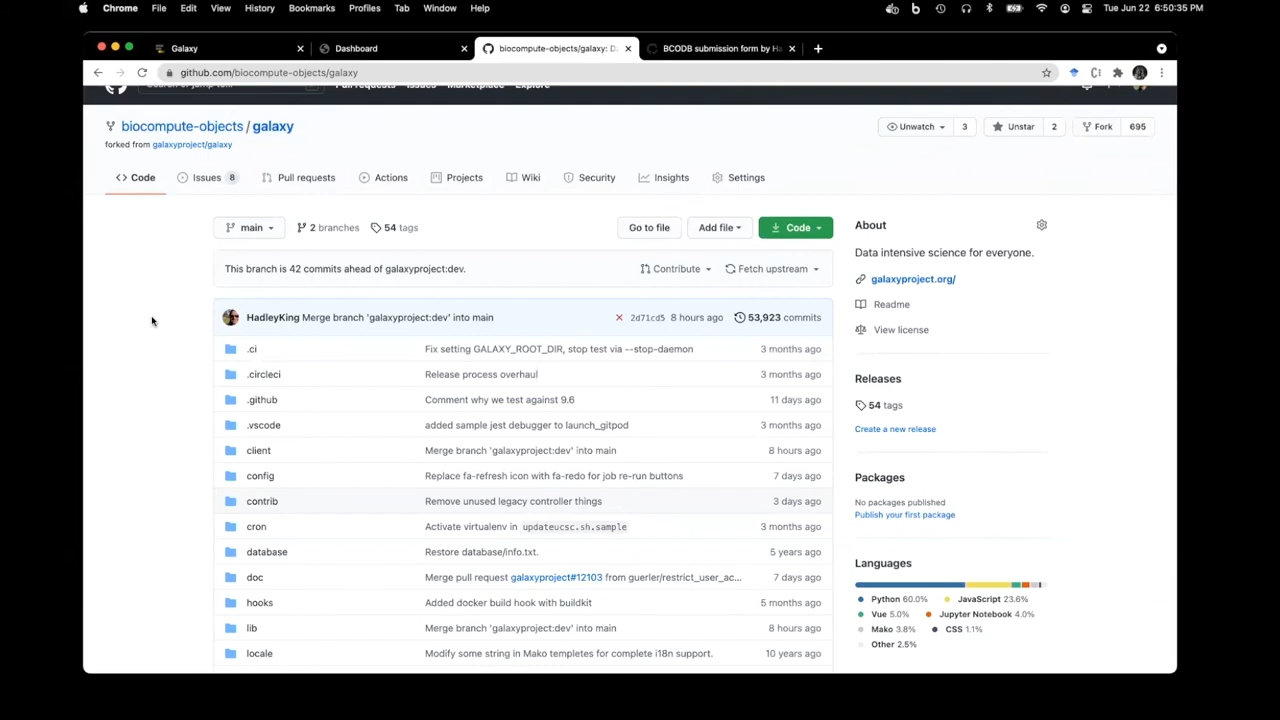 Chrome File Edit View History Bookmarks Profiles Tab Window Help Tue Jun 22 6:50:35 PM
Galaxy Dashboard biocompute-objects/galaxy: D BCODB submission form by Ha
github.com/biocompute-objects/galaxy
Pull requests Issues Marketplace Explore
biocompute-objects / galaxy Unwatch 3 Unstar 2 Fork 695
forked from galaxyproject/galaxy
Code Issues 8 Pull requests Actions Projects Wiki Security Insights Settings
main 2 branches 54 tags Go to file Add file Code
About
Data intensive science for everyone.
This branch is 42 commits ahead of galaxyproject:dev. Contribute Fetch upstream
galaxyproject.org/
Readme
HadleyKing Merge branch 'galaxyproject:dev' into main 2d71cd5 8 hours ago 53,923 commits
View license
.ci Fix setting GALAXY_ROOT_DIR, stop test via --stop-daemon 3 months ago
.circleci Release process overhaul 3 months ago
Releases
.github Comment why we test against 9.6 11 days ago
54 tags
.vscode added sample jest debugger to launch_gitpod 3 months ago
Create a new release
client Merge branch 'galaxyproject:dev' into main 8 hours ago
config Replace fa-refresh icon with fa-redo for job re-run buttons 7 days ago
Packages
contrib Remove unused legacy controller things 3 days ago
No packages published
Publish your first package
cron Activate virtualenv in updateucsc.sh.sample 3 months ago
database Restore database/info.txt. 5 years ago
Languages
doc Merge pull request galaxyproject#12103 from guerler/restrict_user_ac... 7 days ago
hooks Added docker build hook with buildkit 5 months ago
Python 60.0% JavaScript 23.6%
Vue 5.0% Jupyter Notebook 4.0%
lib Merge branch 'galaxyproject:dev' into main 8 hours ago
Mako 3.8% CSS 1.1%
Other 2.5%
locale Modify some string in Mako templetes for complete i18n support. 10 years ago